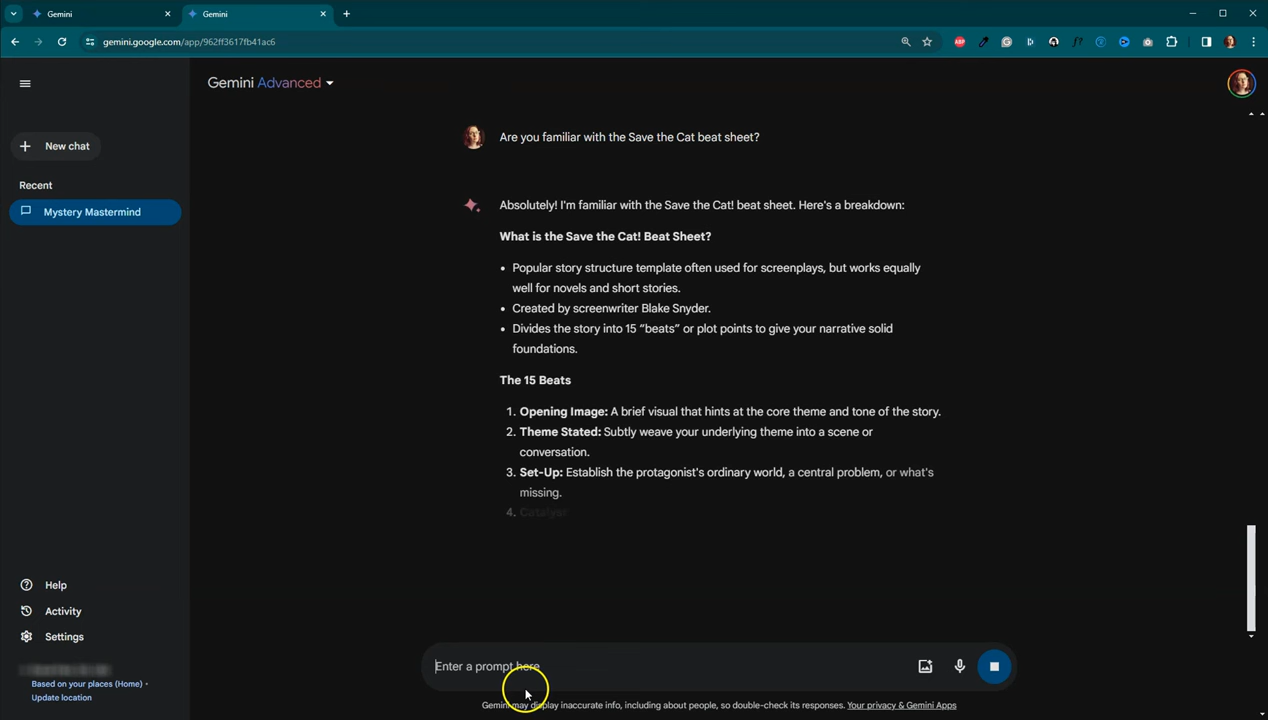 Gemini
Gemini
gemini.google.com/app/962ff3617fb41ac6
Gemini Advanced
New chat
Recent
Mystery Mastermind
Are you familiar with the Save the Cat beat sheet?
Absolutely! I'm familiar with the Save the Cat! beat sheet. Here's a breakdown:
What is the Save the Cat! Beat Sheet?
• Popular story structure template often used for screenplays, but works equally
well for novels and short stories.
• Created by screenwriter Blake Snyder.
• Divides the story into 15 "beats" or plot points to give your narrative solid
foundations.
The 15 Beats
1. Opening Image: A brief visual that hints at the core theme and tone of the story.
2. Theme Stated: Subtly weave your underlying theme into a scene or
conversation.
3. Set-Up: Establish the protagonist's ordinary world, a central problem, or what's
missing.
4. Catalyst
Help
Activity
Settings
Based on your places (Home) •
Update location
Enter a prompt here
Gemini may display inaccurate info, including about people, so double-check its responses. Your privacy & Gemini Apps